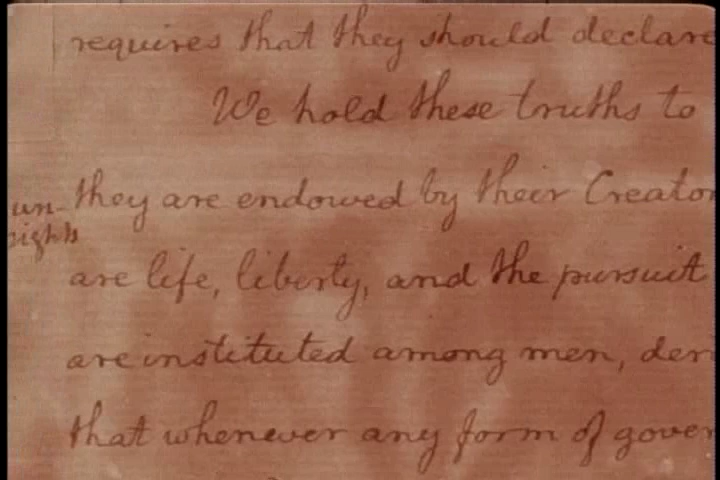 requires that they should declare
We hold these truths to
un-
rights
they are endowed by their Creator
are life, liberty, and the pursuit
are instituted among men, deri
that whenever any form of gover